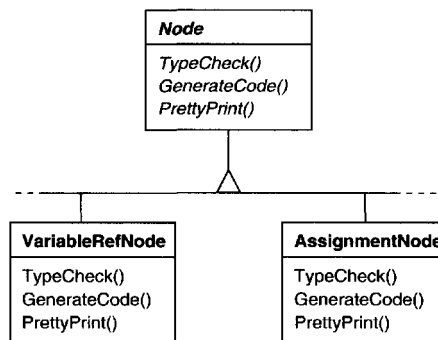 Node
TypeCheck()
GenerateCode()
PrettyPrint()
VariableRefNode
TypeCheck()
GenerateCode()
PrettyPrint()
AssignmentNode
TypeCheck()
GenerateCode()
PrettyPrint()